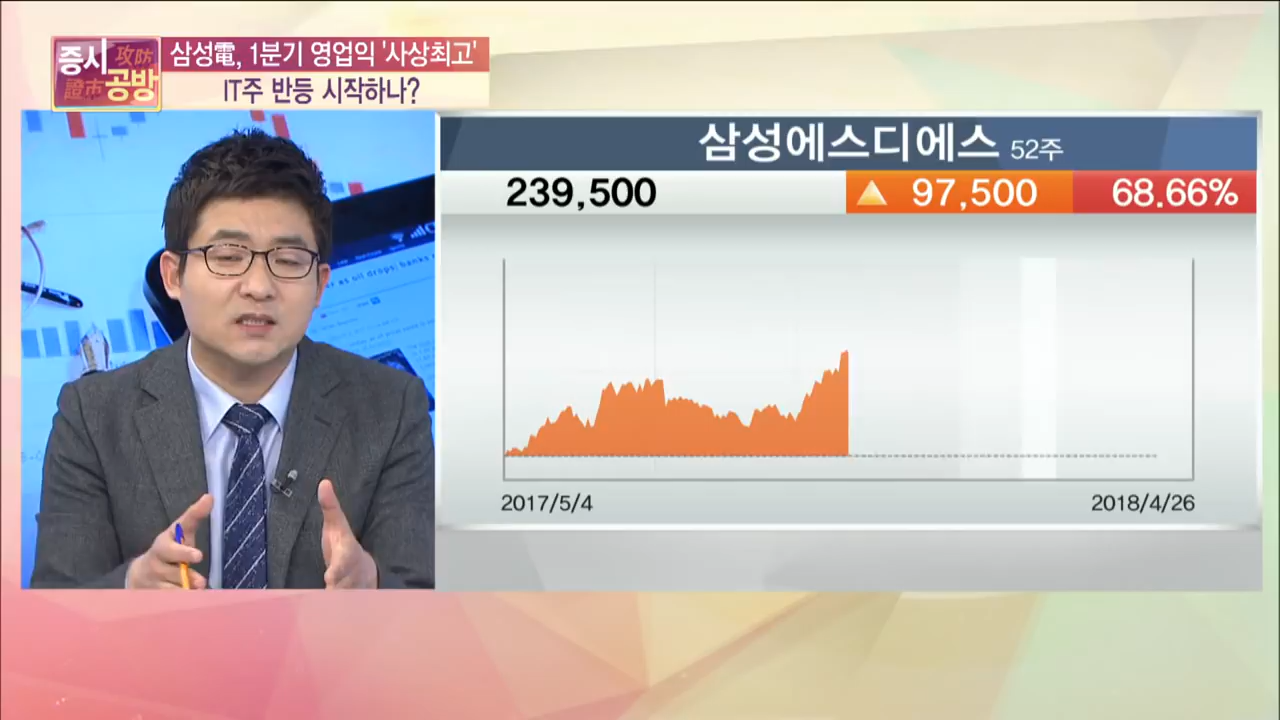 증시 攻防
證市 공방
삼성電, 1분기 영업익 '사상최고'
IT주 반등 시작하나?
삼성에스디에스 52주
239,500 ▲ 97,500 68.66%
2017/5/4 2018/4/26